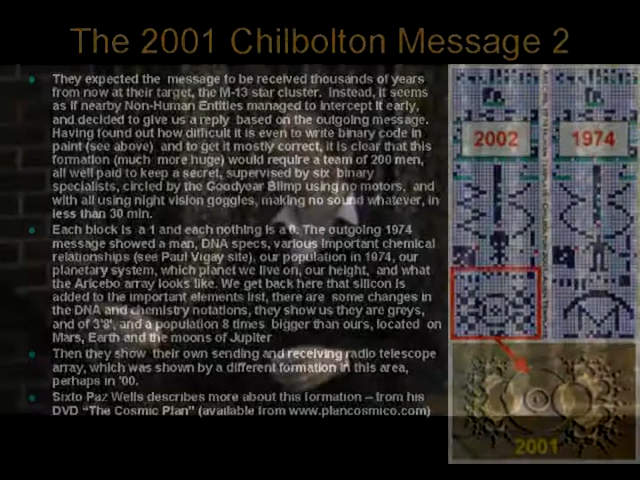 The 2001 Chilbolton Message 2
They expected the message to be received thousands of years
from now at their target, the M-13 star cluster. Instead, it seems
as if nearby Non-Human Entities managed to intercept it early,
and decided to give us a reply based on the outgoing message.
Having found out how difficult it is even to write binary code in
paint (see above) and to get it mostly correct, it is clear that this
formation (much more huge) would require a team of 200 men,
all well paid to keep a secret, supervised by six binary
specialists, circled by the Goodyear Blimp using no motors, and
with all using night vision goggles, making no sound whatever, in
less than 30 min.
Each block is a 1 and each nothing is a 0. The outgoing 1974
message showed a man, DNA specs, various important chemical
relationships (see Paul Vigay site), our population in 1974, our
planetary system, which planet we live on, our height, and what
the Aricebo array looks like. We get back here that silicon is
added to the important elements list, there are some changes in
the DNA and chemistry notations, they show us they are greys,
and of 3'8', and a population 8 times bigger than ours, located on
Mars, Earth and the moons of Jupiter
Then they show their own sending and receiving radio telescope
array, which was shown by a different formation in this area,
perhaps in '00.
Sixto Paz Wells describes more about this formation – from his
DVD “The Cosmic Plan” (available from www.plancosmico.com)
2002
1974
2001